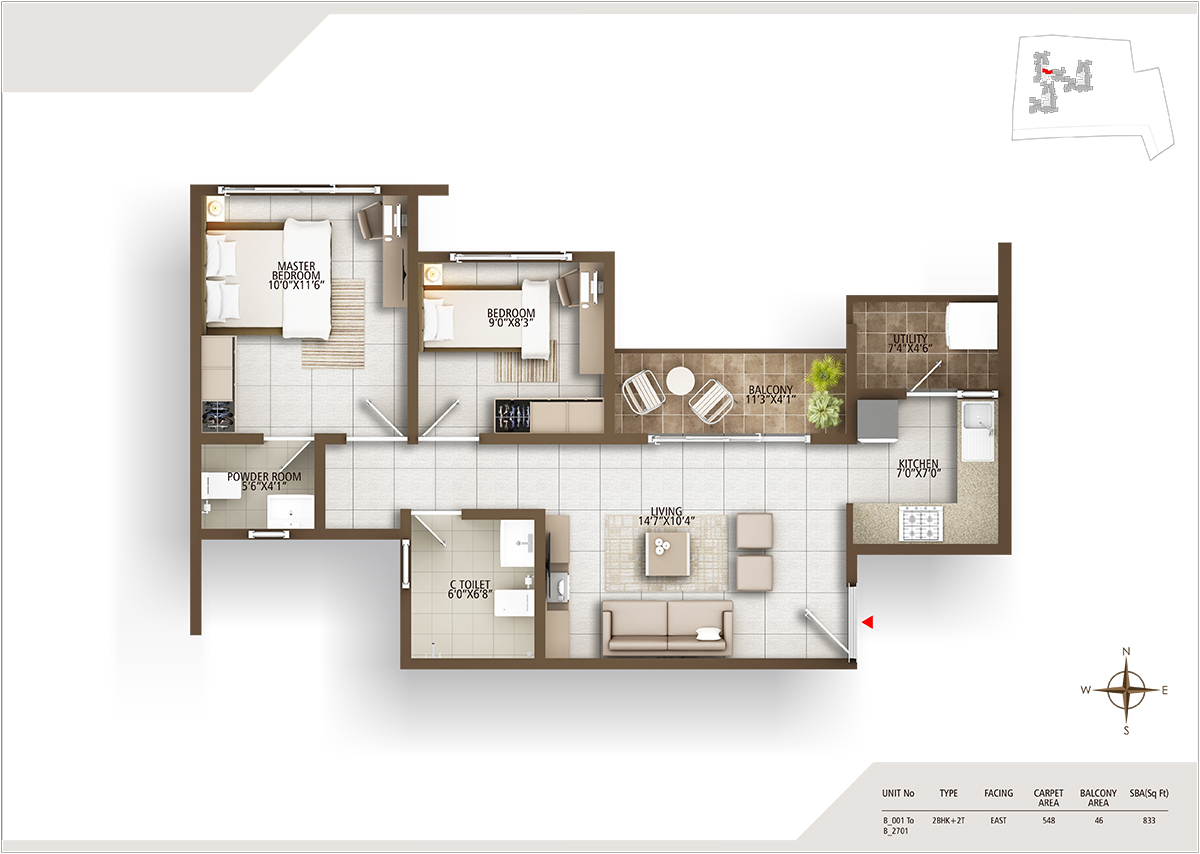 MASTER
BEDROOM
10'0"X11'6"
BEDROOM
9'0"X8'3"
UTILITY
7'4"X4'6"
BALCONY
11'3"X4'1"
KITCHEN
7'0"X7'0"
POWDER ROOM
5'6"X4'1"
LIVING
14'7"X10'4"
C TOILET
6'0"X6'8"
N
W E
S
UNIT No TYPE FACING CARPET AREA BALCONY AREA SBA(Sq Ft)
B_001 To B_2701 2BHK+2T EAST 548 46 833